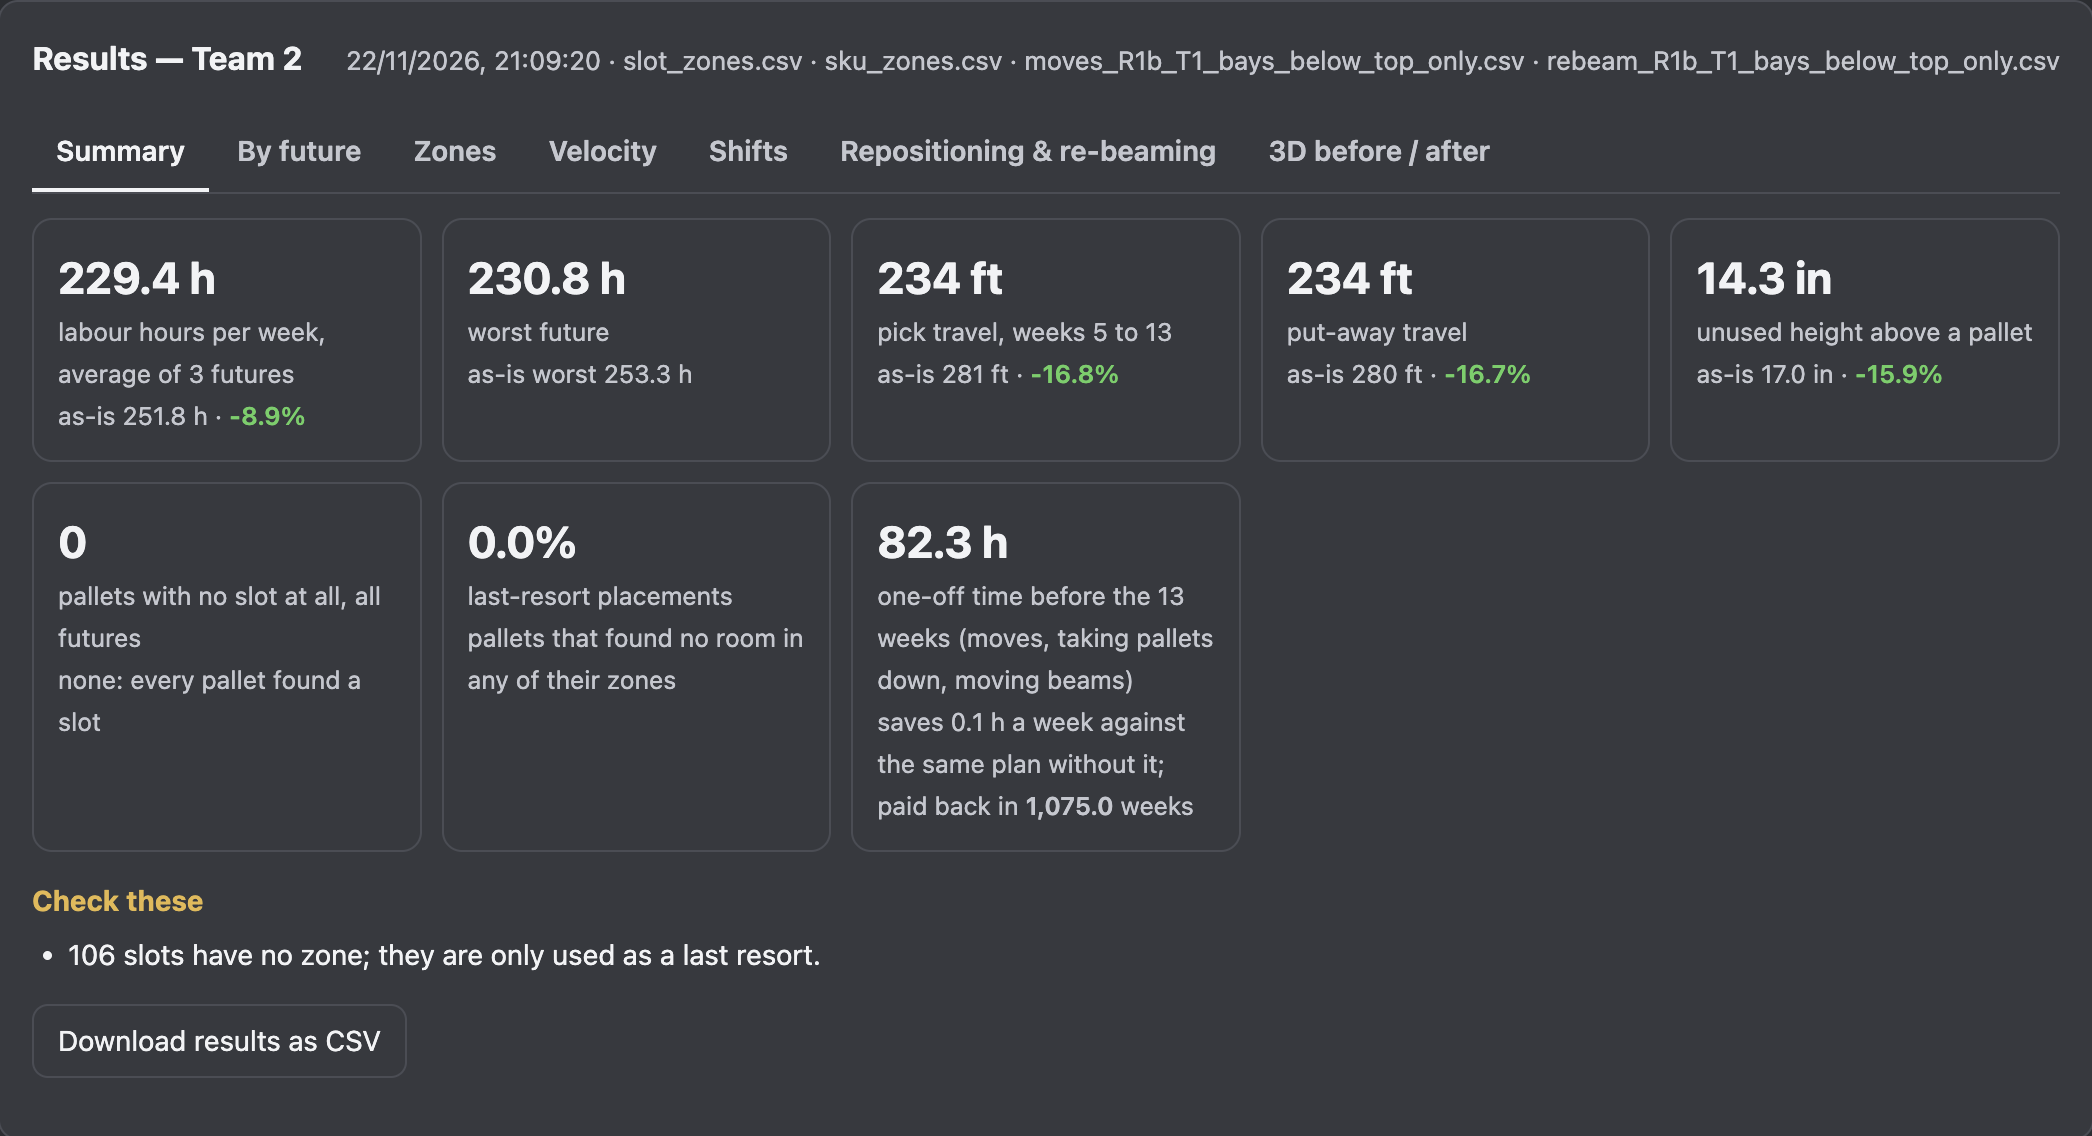 Results — Team 2
22/11/2026, 21:09:20 · slot_zones.csv · sku_zones.csv · moves_R1b_T1_bays_below_top_only.csv · rebeam_R1b_T1_bays_below_top_only.csv
Summary
By future
Zones
Velocity
Shifts
Repositioning & re-beaming
3D before / after
229.4 h
labour hours per week,
average of 3 futures
as-is 251.8 h · -8.9%
230.8 h
worst future
as-is worst 253.3 h
234 ft
pick travel, weeks 5 to 13
as-is 281 ft · -16.8%
234 ft
put-away travel
as-is 280 ft · -16.7%
14.3 in
unused height above a pallet
as-is 17.0 in · -15.9%
0
pallets with no slot at all, all
futures
none: every pallet found a
slot
0.0%
last-resort placements
pallets that found no room in
any of their zones
82.3 h
one-off time before the 13
weeks (moves, taking pallets
down, moving beams)
saves 0.1 h a week against
the same plan without it;
paid back in 1,075.0 weeks
Check these
• 106 slots have no zone; they are only used as a last resort.
Download results as CSV